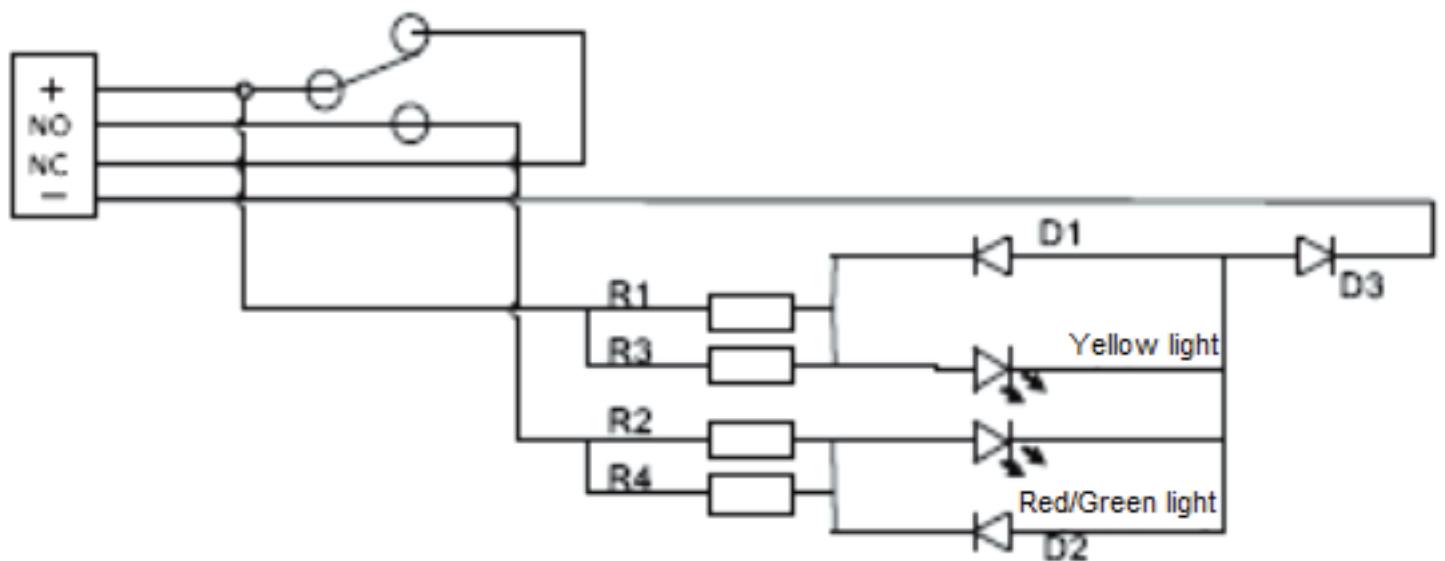 +
NO
NC
−
D1
D3
R1
Yellow light
R3
R2
R4
Red/Green light
D2